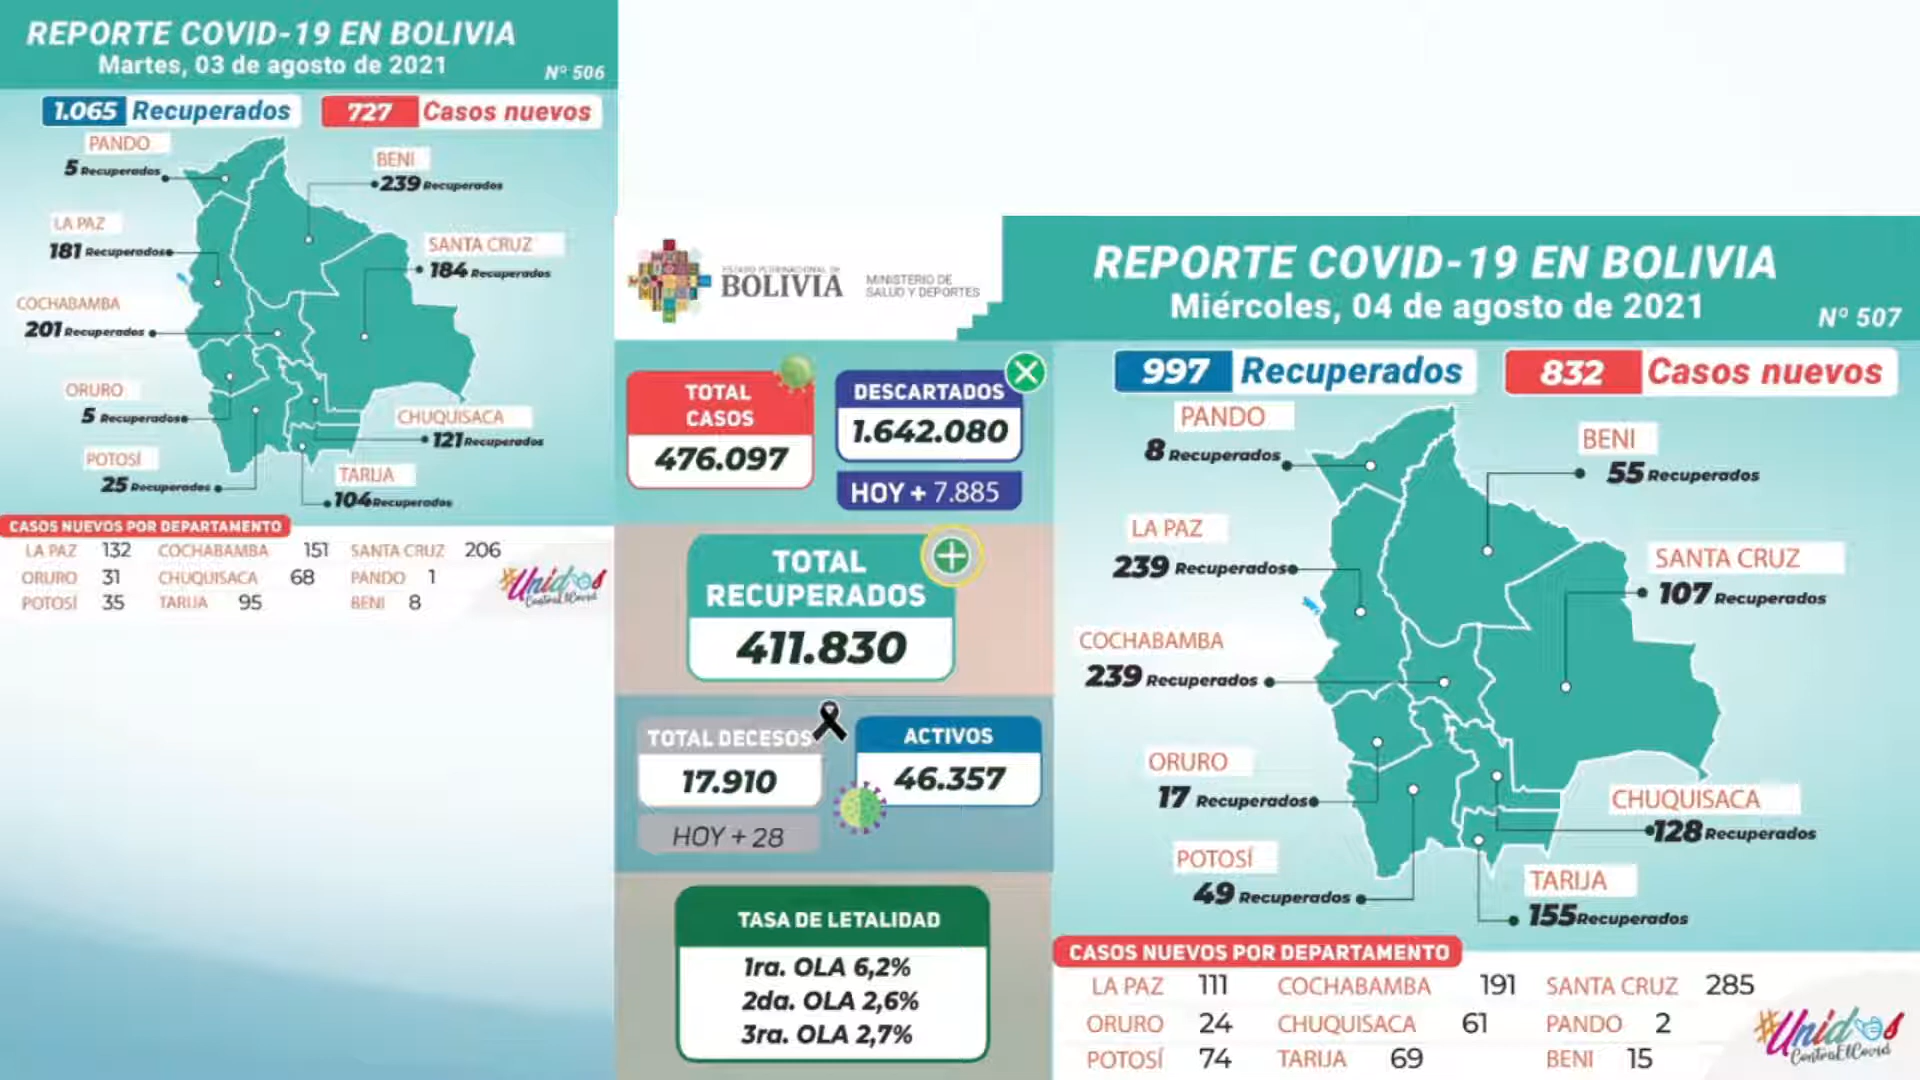 REPORTE COVID-19 EN BOLIVIA
Martes, 03 de agosto de 2021
N° 506
1.065 Recuperados
727 Casos nuevos
PANDO
5 Recuperados
BENI
239 Recuperados
LA PAZ
181 Recuperados
SANTA CRUZ
184 Recuperados
COCHABAMBA
201 Recuperados
ORURO
5 Recuperados
CHUQUISACA
121 Recuperados
POTOSÍ
25 Recuperados
TARIJA
104 Recuperados
CASOS NUEVOS POR DEPARTAMENTO
LA PAZ 132 COCHABAMBA 151 SANTA CRUZ 206
ORURO 31 CHUQUISACA 68 PANDO 1
POTOSÍ 35 TARIJA 95 BENI 8
#Unidos
ContraElCovid
ESTADO PLURINACIONAL DE
BOLIVIA
MINISTERIO DE
SALUD Y DEPORTES
TOTAL
CASOS
476.097
DESCARTADOS
1.642.080
HOY + 7.885
TOTAL
RECUPERADOS
411.830
TOTAL DECESOS
17.910
HOY + 28
ACTIVOS
46.357
TASA DE LETALIDAD
1ra. OLA 6,2%
2da. OLA 2,6%
3ra. OLA 2,7%
REPORTE COVID-19 EN BOLIVIA
Miércoles, 04 de agosto de 2021
N° 507
997 Recuperados
832 Casos nuevos
PANDO
8 Recuperados
BENI
55 Recuperados
LA PAZ
239 Recuperados
SANTA CRUZ
107 Recuperados
COCHABAMBA
239 Recuperados
ORURO
17 Recuperados
CHUQUISACA
128 Recuperados
POTOSÍ
49 Recuperados
TARIJA
155 Recuperados
CASOS NUEVOS POR DEPARTAMENTO
LA PAZ 111 COCHABAMBA 191 SANTA CRUZ 285
ORURO 24 CHUQUISACA 61 PANDO 2
POTOSÍ 74 TARIJA 69 BENI 15
#Unidos
ContraElCovid